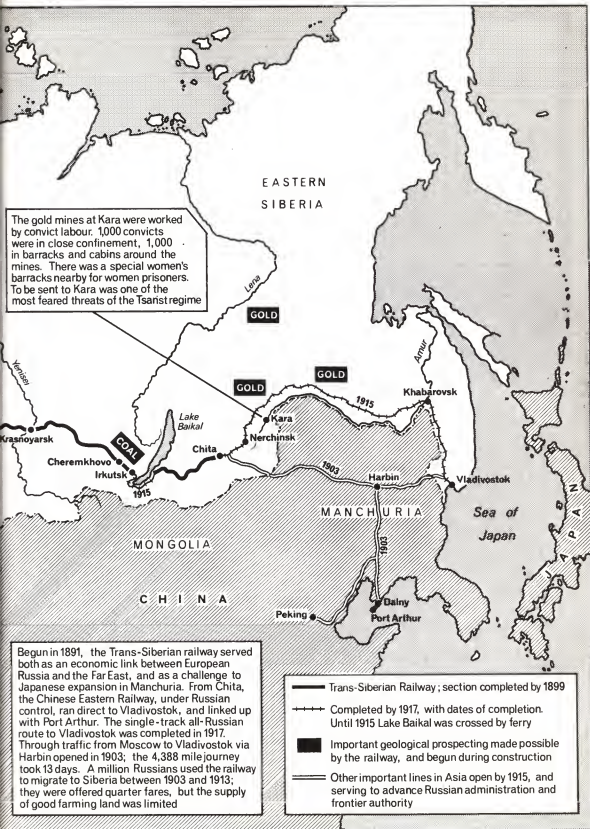 EASTERN
SIBERIA
The gold mines at Kara were worked
by convict labour. 1,000 convicts
were in close confinement, 1,000
in barracks and cabins around the
mines. There was a special women's
barracks nearby for women prisoners.
To be sent to Kara was one of the
most feared threats of the Tsarist regime
Lena
GOLD
GOLD
GOLD
1915
Amur
Khabarovsk
Yenisei
Krasnoyarsk
COAL
Lake
Baikal
Kara
Nerchinsk
Chita
Cheremkhovo
Irkutsk
1915
1903
Harbin
Vladivostok
MANCHURIA
Sea of
Japan
JAPAN
MONGOLIA
1903
CHINA
Peking
Dalny
Port Arthur
Begun in 1891, the Trans-Siberian railway served
both as an economic link between European
Russia and the Far East, and as a challenge to
Japanese expansion in Manchuria. From Chita,
the Chinese Eastern Railway, under Russian
control, ran direct to Vladivostok, and linked up
with Port Arthur. The single-track all-Russian
route to Vladivostok was completed in 1917.
Through traffic from Moscow to Vladivostok via
Harbin opened in 1903; the 4,388 mile journey
took 13 days. A million Russians used the railway
to migrate to Siberia between 1903 and 1913;
they were offered quarter fares, but the supply
of good farming land was limited
Trans-Siberian Railway; section completed by 1899
Completed by 1917, with dates of completion.
Until 1915 Lake Baikal was crossed by ferry
Important geological prospecting made possible
by the railway, and begun during construction
Other important lines in Asia open by 1915, and
serving to advance Russian administration and
frontier authority